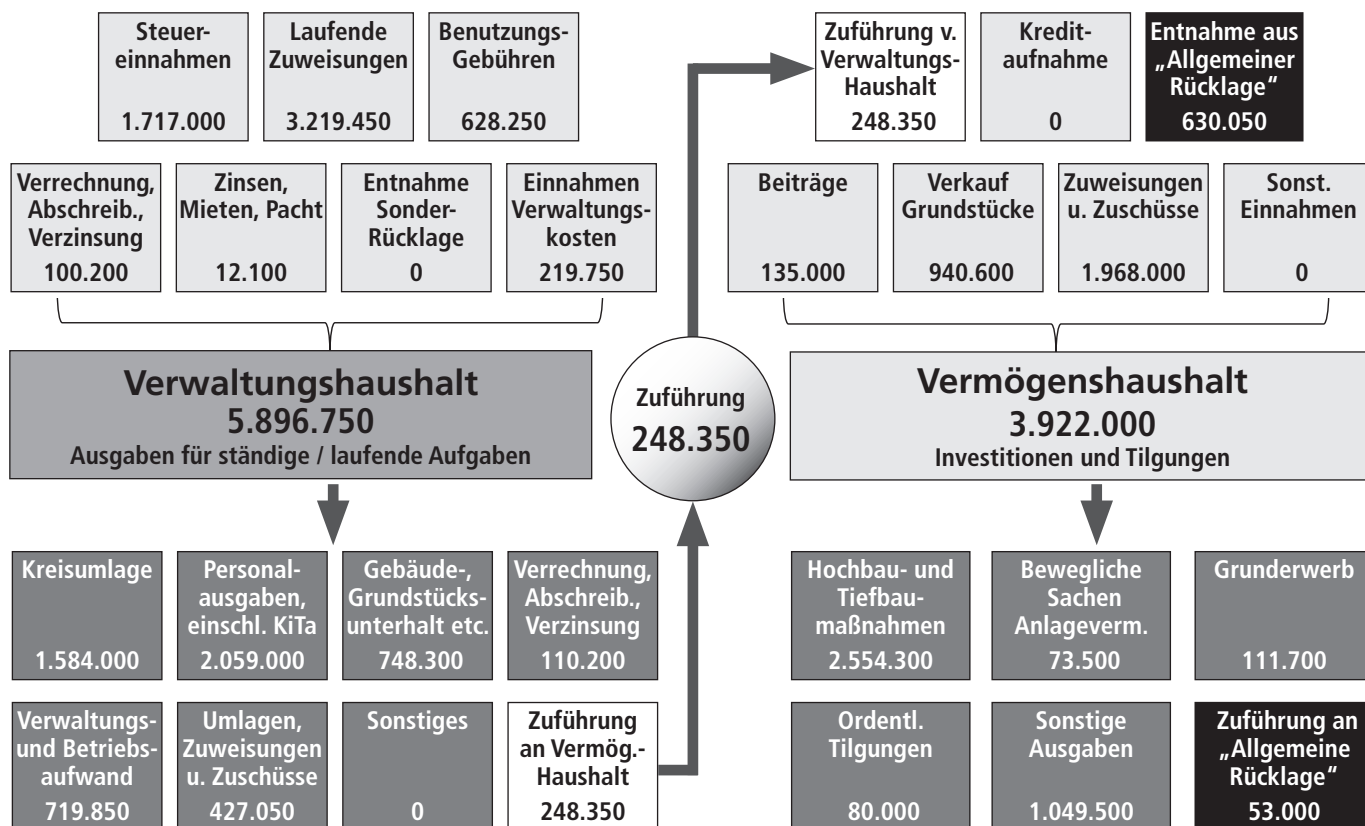 Steuer-
einnahmen
1.717.000
Laufende
Zuweisungen
3.219.450
Benutzungs-
Gebühren
628.250
Verrechnung,
Abschreib.,
Verzinsung
100.200
Zinsen,
Mieten, Pacht
12.100
Entnahme
Sonder-
Rücklage
0
Einnahmen
Verwaltungs-
kosten
219.750
Verwaltungshaushalt
5.896.750
Ausgaben für ständige / laufende Aufgaben
Kreisumlage
1.584.000
Personal-
ausgaben,
einschl. KiTa
2.059.000
Gebäude-,
Grundstücks-
unterhalt etc.
748.300
Verrechnung,
Abschreib.,
Verzinsung
110.200
Verwaltungs-
und Betriebs-
aufwand
719.850
Umlagen,
Zuweisungen
u. Zuschüsse
427.050
Sonstiges
0
Zuführung
an Vermög.-
Haushalt
248.350
Zuführung
248.350
Zuführung v.
Verwaltungs-
Haushalt
248.350
Kredit-
aufnahme
0
Entnahme aus
„Allgemeiner
Rücklage“
630.050
Beiträge
135.000
Verkauf
Grundstücke
940.600
Zuweisungen
u. Zuschüsse
1.968.000
Sonst.
Einnahmen
0
Vermögenshaushalt
3.922.000
Investitionen und Tilgungen
Hochbau- und
Tiefbau-
maßnahmen
2.554.300
Bewegliche
Sachen
Anlageverm.
73.500
Grunderwerb
111.700
Ordentl.
Tilgungen
80.000
Sonstige
Ausgaben
1.049.500
Zuführung an
„Allgemeine
Rücklage“
53.000